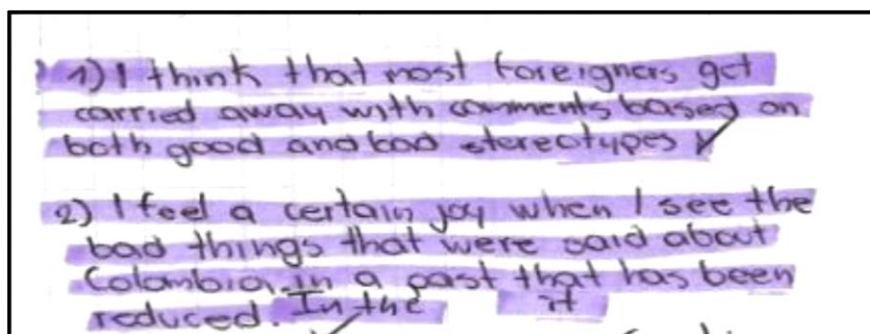 1) I think that most foreigners get
carried away with comments based on
both good and bad stereotypes
2) I feel a certain joy when I see the
bad things that were said about
Colombia in a past that has been
reduced. In the it